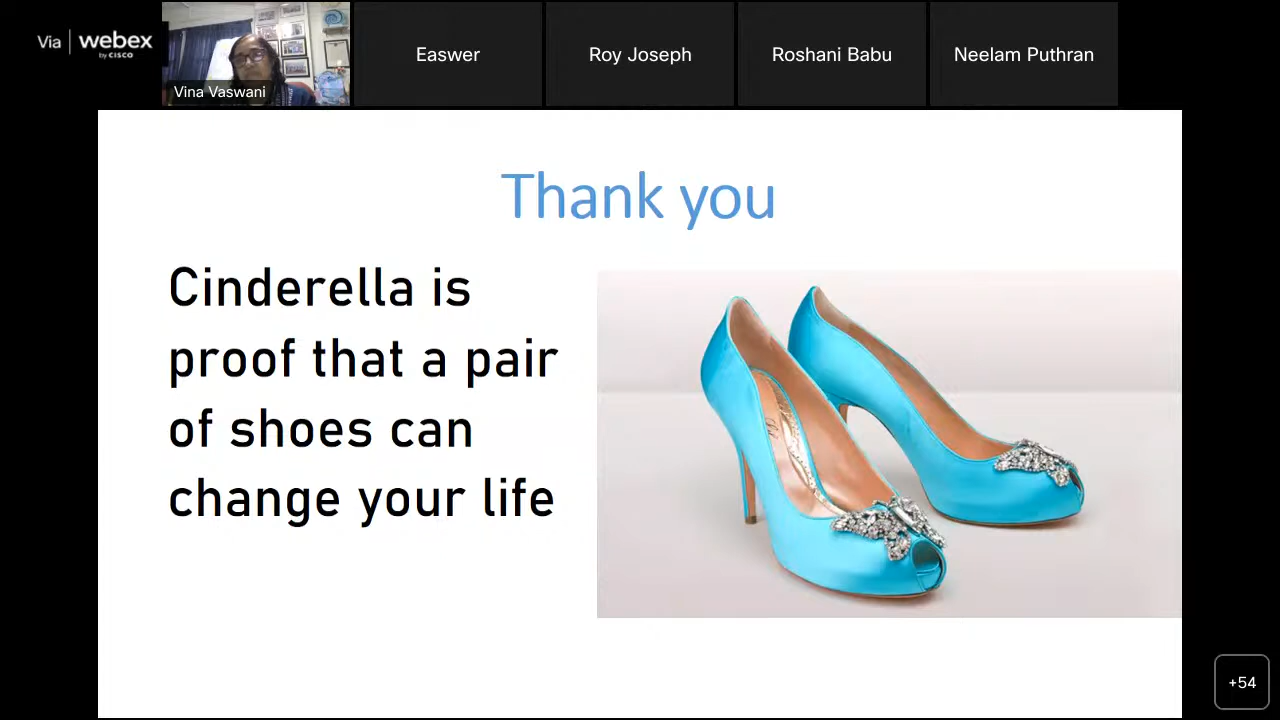 Via | webex
by CISCO
Vina Vaswani
Easwer
Roy Joseph
Roshani Babu
Neelam Puthran
Thank you
Cinderella is
proof that a pair
of shoes can
change your life
+54